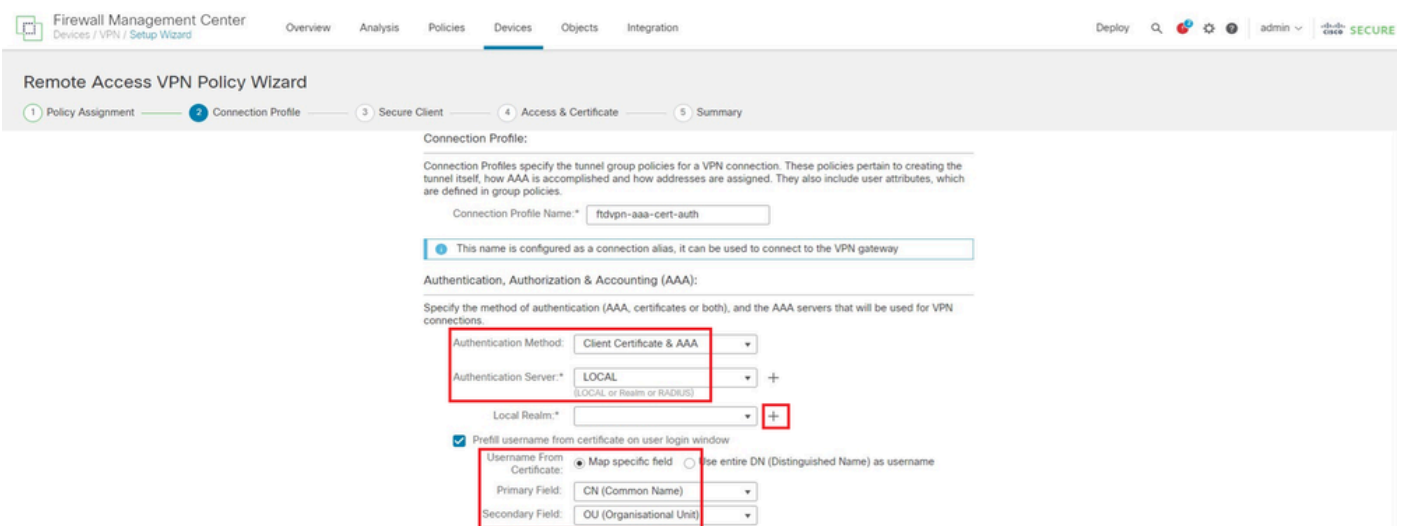 Firewall Management Center
Devices / VPN / Setup Wizard
Overview Analysis Policies Devices Objects Integration
Deploy admin cisco SECURE
Remote Access VPN Policy Wizard
1 Policy Assignment 2 Connection Profile 3 Secure Client 4 Access & Certificate 5 Summary
Connection Profile:
Connection Profiles specify the tunnel group policies for a VPN connection. These policies pertain to creating the
tunnel itself, how AAA is accomplished and how addresses are assigned. They also include user attributes, which
are defined in group policies.
Connection Profile Name:* ftdvpn-aaa-cert-auth
This name is configured as a connection alias, it can be used to connect to the VPN gateway
Authentication, Authorization & Accounting (AAA):
Specify the method of authentication (AAA, certificates or both), and the AAA servers that will be used for VPN
connections.
Authentication Method: Client Certificate & AAA
Authentication Server:* LOCAL
(LOCAL or Realm or RADIUS)
Local Realm:*
Prefill username from certificate on user login window
Username From
Certificate: Map specific field Use entire DN (Distinguished Name) as username
Primary Field: CN (Common Name)
Secondary Field: OU (Organisational Unit)